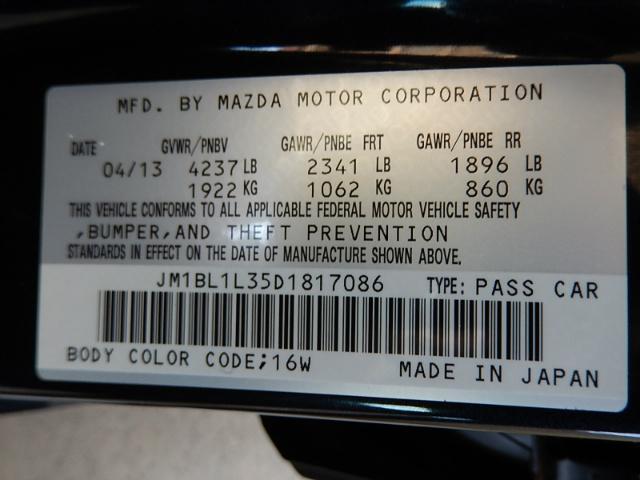 MFD. BY MAZDA MOTOR CORPORATION
DATE GVWR/PNBV GAWR/PNBE FRT GAWR/PNBE RR
04/13 4237 LB 2341 LB 1896 LB
1922 KG 1062 KG 860 KG
THIS VEHICLE CONFORMS TO ALL APPLICABLE FEDERAL MOTOR VEHICLE SAFETY
,BUMPER,AND THEFT PREVENTION
STANDARDS IN EFFECT ON THE DATE OF MANUFACTURE SHOWN ABOVE.
JM1BL1L35D1817086 TYPE: PASS CAR
BODY COLOR CODE;16W MADE IN JAPAN